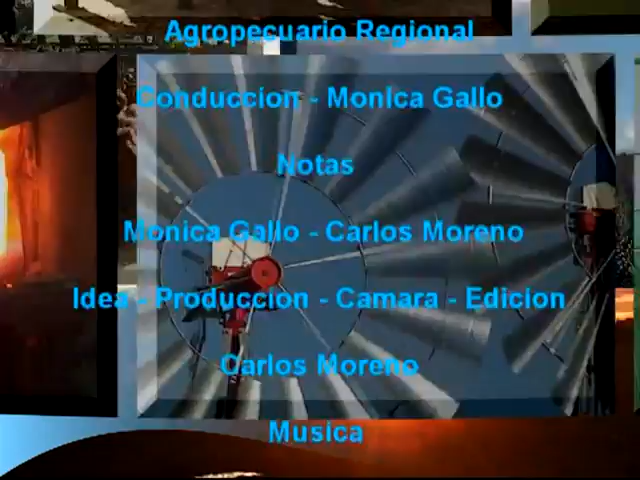 Agropecuario Regional
Conduccion - Monica Gallo
Notas
Monica Gallo - Carlos Moreno
Idea - Produccion - Camara - Edicion
Carlos Moreno
Musica